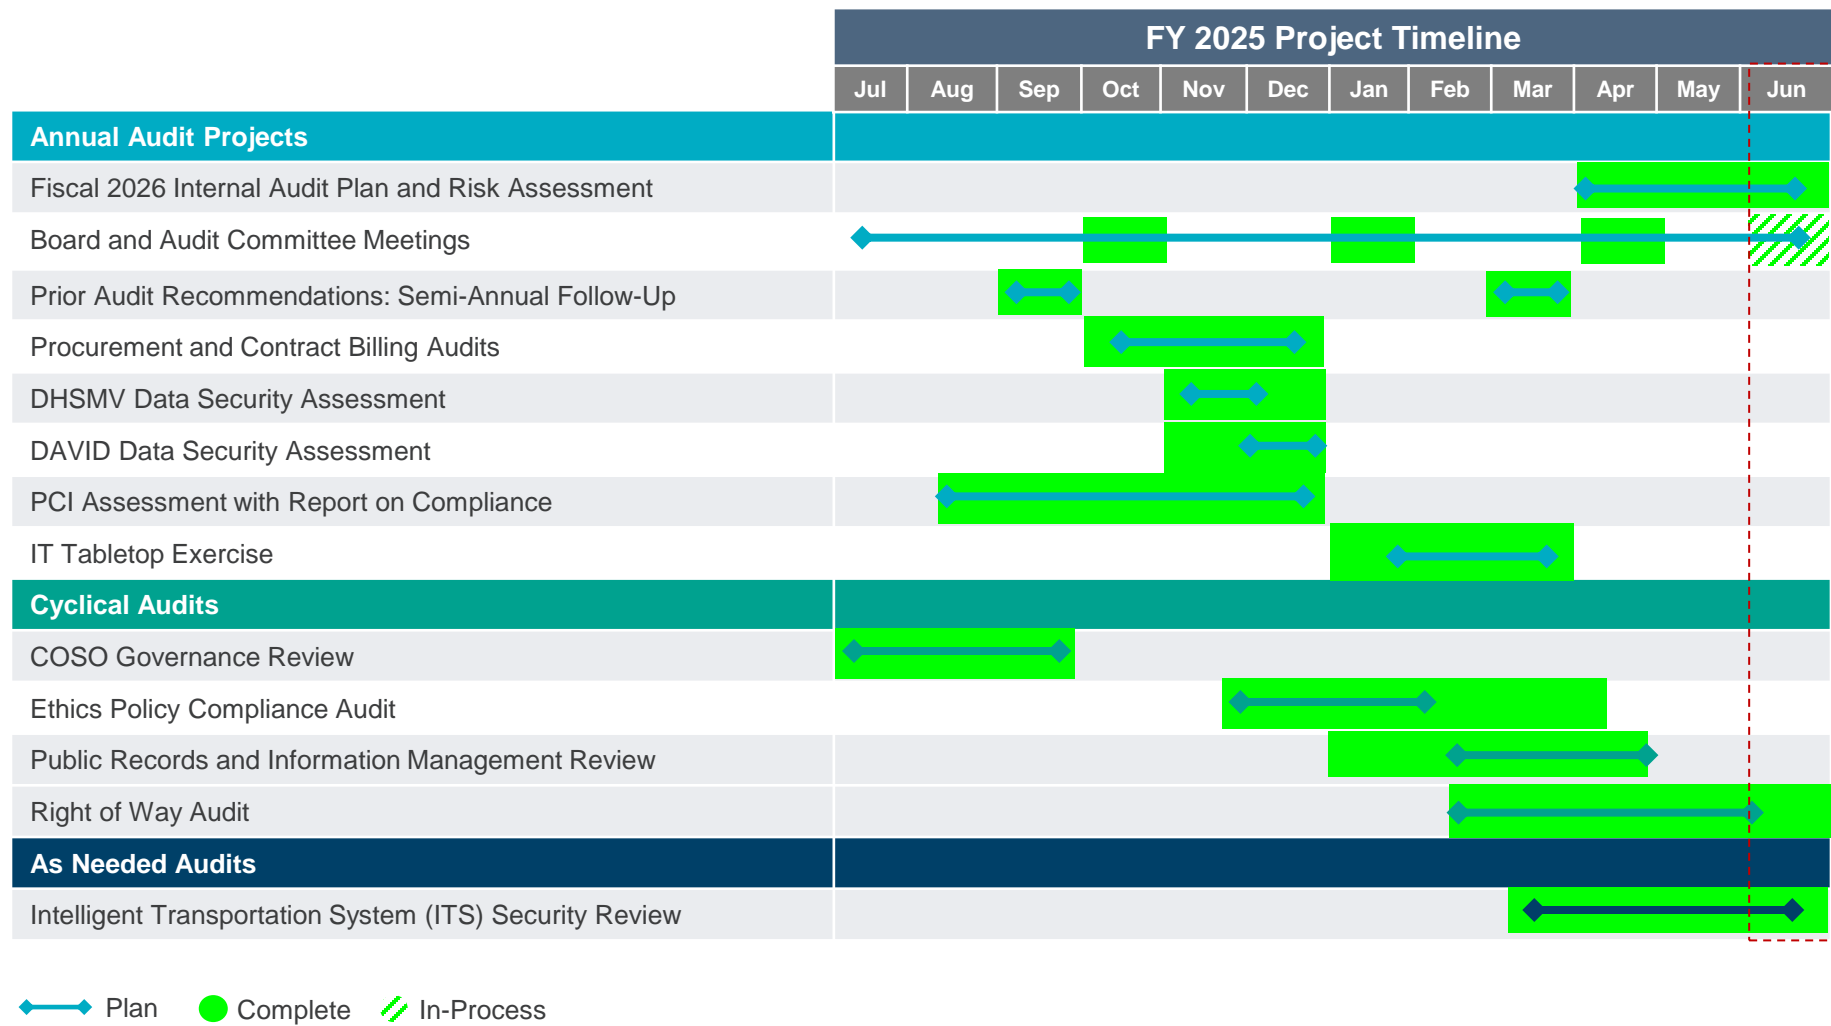 FY 2025 Project Timeline
Jul Aug Sep Oct Nov Dec Jan Feb Mar Apr May Jun
Annual Audit Projects
Fiscal 2026 Internal Audit Plan and Risk Assessment
Board and Audit Committee Meetings
Prior Audit Recommendations: Semi-Annual Follow-Up
Procurement and Contract Billing Audits
DHSMV Data Security Assessment
DAVID Data Security Assessment
PCI Assessment with Report on Compliance
IT Tabletop Exercise
Cyclical Audits
COSO Governance Review
Ethics Policy Compliance Audit
Public Records and Information Management Review
Right of Way Audit
As Needed Audits
Intelligent Transportation System (ITS) Security Review
Plan Complete In-Process